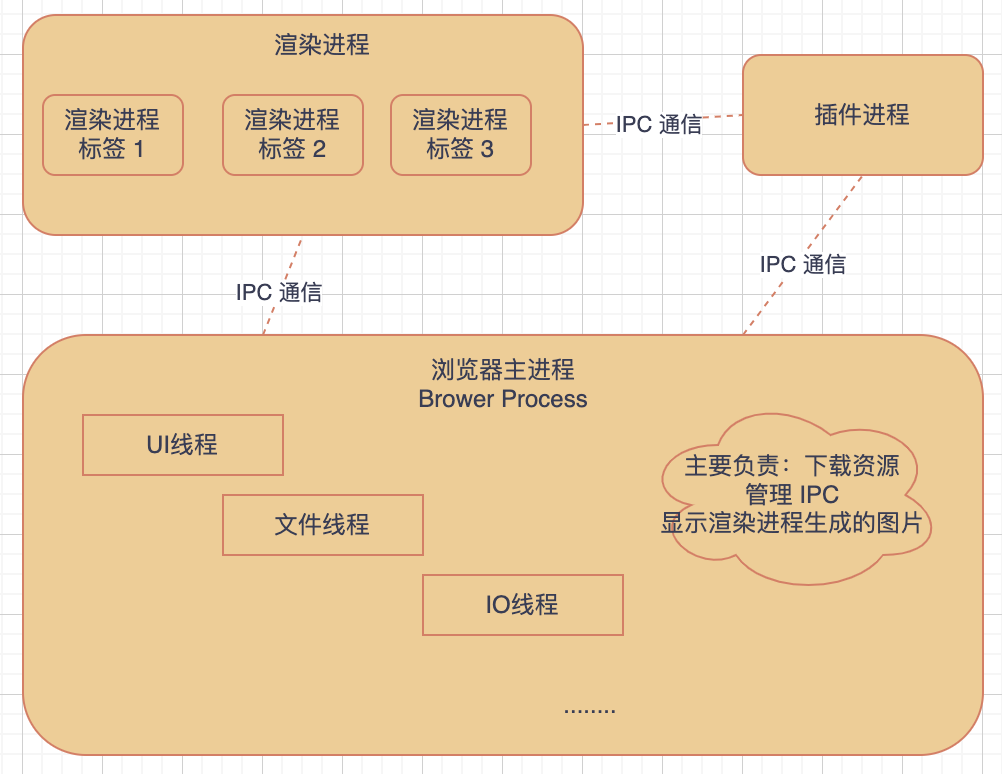 渲染进程
渲染进程
标签 1
渲染进程
标签 2
渲染进程
标签 3
IPC 通信
插件进程
IPC 通信
IPC 通信
浏览器主进程
Brower Process
UI线程
文件线程
IO线程
主要负责：下载资源
管理 IPC
显示渲染进程生成的图片
........